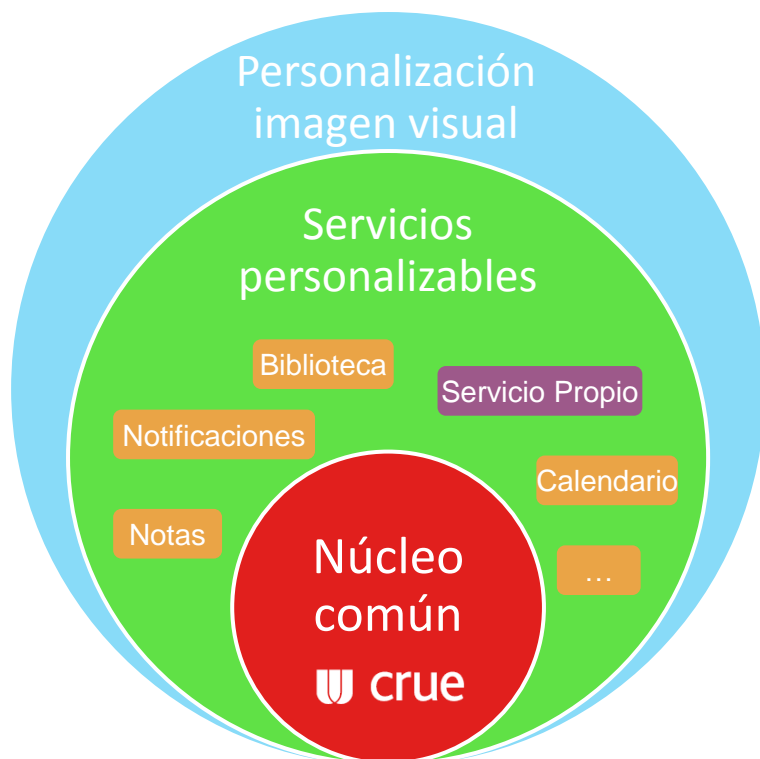 Personalización
imagen visual
Servicios
personalizables
Biblioteca
Servicio Propio
Notificaciones
Calendario
Notas
...
Núcleo
común
crue